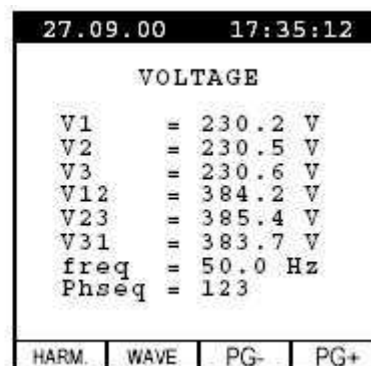 27.09.00 17:35:12
VOLTAGE
V1 = 230.2 V
V2 = 230.5 V
V3 = 230.6 V
V12 = 384.2 V
V23 = 385.4 V
V31 = 383.7 V
freq = 50.0 Hz
Phseq = 123
HARM. WAVE PG- PG+